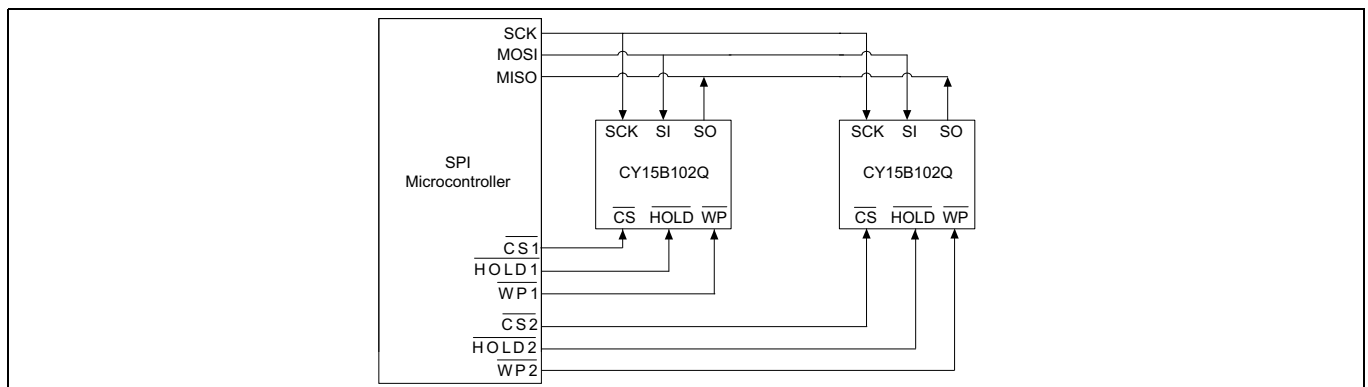 SCK
MOSI
MISO
SPI
Microcontroller
CS1
HOLD1
WP1
CS2
HOLD2
WP2
SCK SI SO
CY15B102Q
CS HOLD WP
SCK SI SO
CY15B102Q
CS HOLD WP